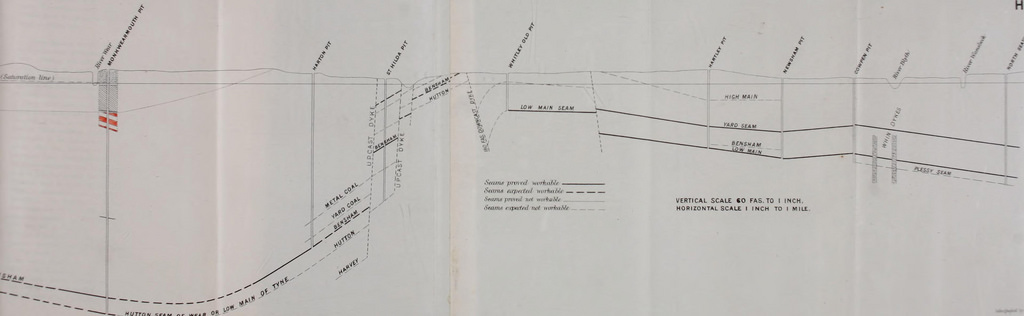 H
River Wear
MONKWEARMOUTH PIT
HARTON PIT
ST HILDA PIT
WHITLEY OLD PIT
HARTLEY PIT
NEWSHAM PIT
COWPEN PIT
River Blyth
River Wansbeck
NORTH SEA
(Saturation line)
BENSHAM
HUTTON
UPCAST DYKE
BENSHAM
UPCAST DYKE
LOW MAIN SEAM
HIGH MAIN
YARD SEAM
BENSHAM
LOW MAIN
WHIN DYKE
PLESSY SEAM
METAL COAL
YARD COAL
BENSHAM
HUTTON
HARVEY
Seams proved workable
Seams expected workable
Seams proved not workable
Seams expected not workable
VERTICAL SCALE 60 FAS. TO 1 INCH.
HORIZONTAL SCALE 1 INCH TO 1 MILE.
SHAM
HUTTON SEAM OF WEAR OR LOW MAIN OF TYNE